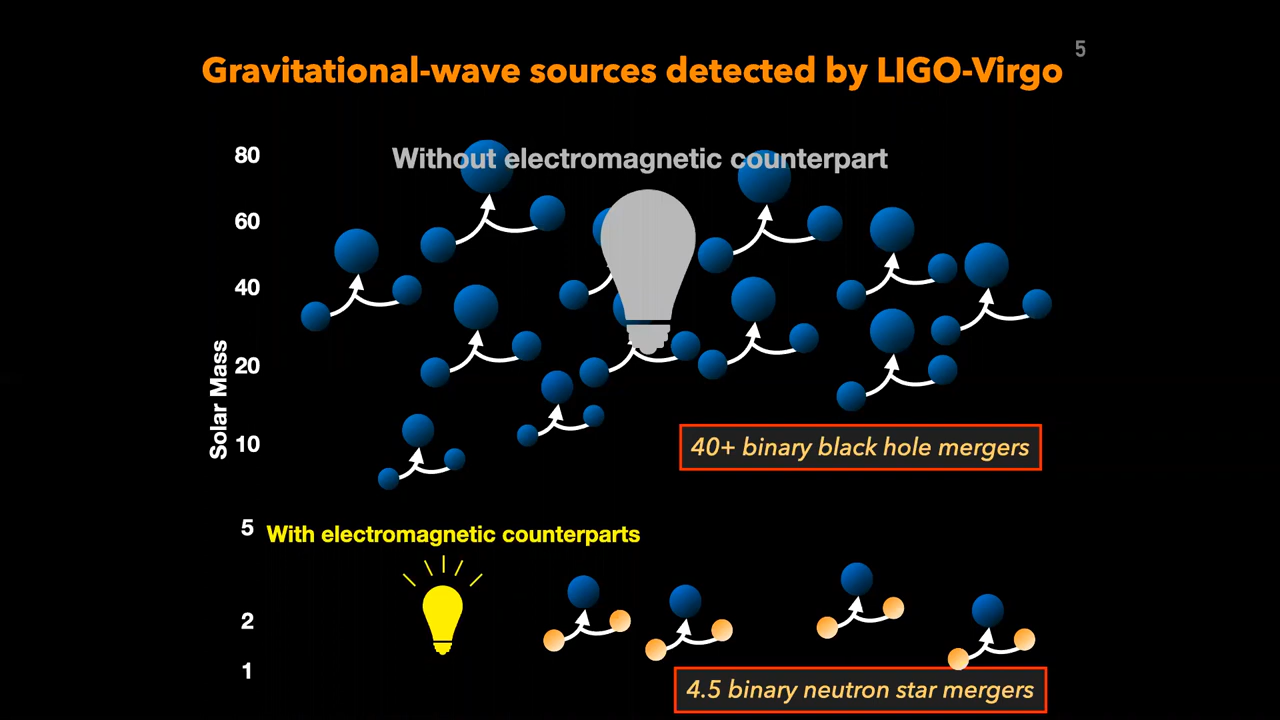 5
Gravitational-wave sources detected by LIGO-Virgo
Without electromagnetic counterpart
80
60
40
20
10
5
2
1
Solar Mass
40+ binary black hole mergers
With electromagnetic counterparts
4.5 binary neutron star mergers